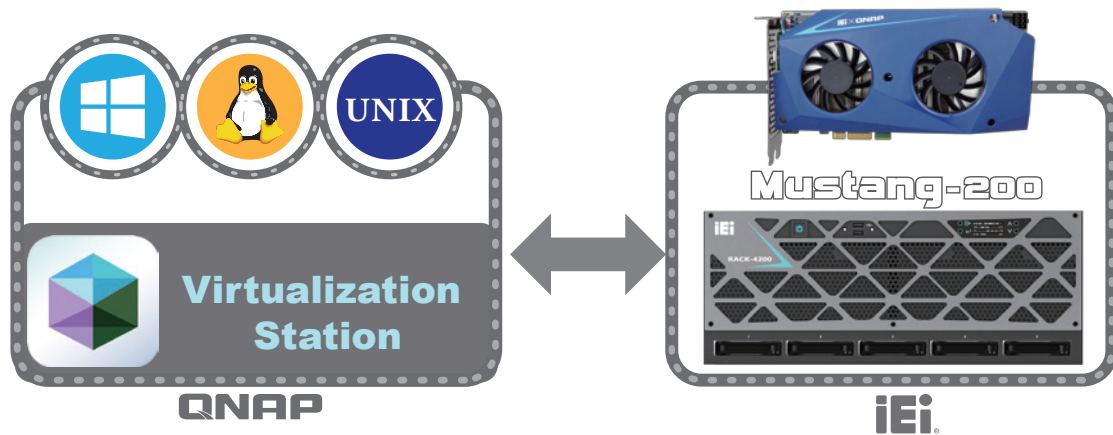 UNIX
Virtualization
Station
QNAP
iEi x QNAP
Mustang-200
iEi
RACK-4200
iEi